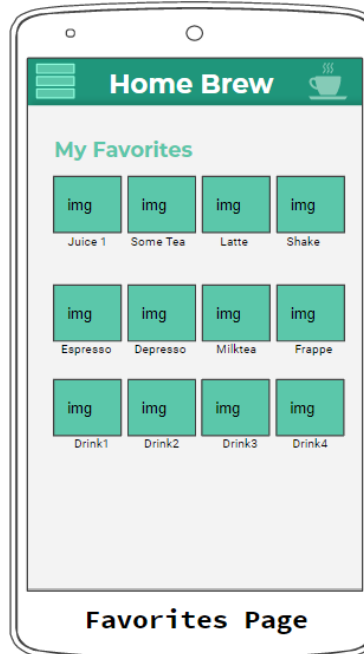 Home Brew
My Favorites
img img img img
Juice 1 Some Tea Latte Shake
img img img img
Espresso Depresso Milktea Frappe
img img img img
Drink1 Drink2 Drink3 Drink4
Favorites Page